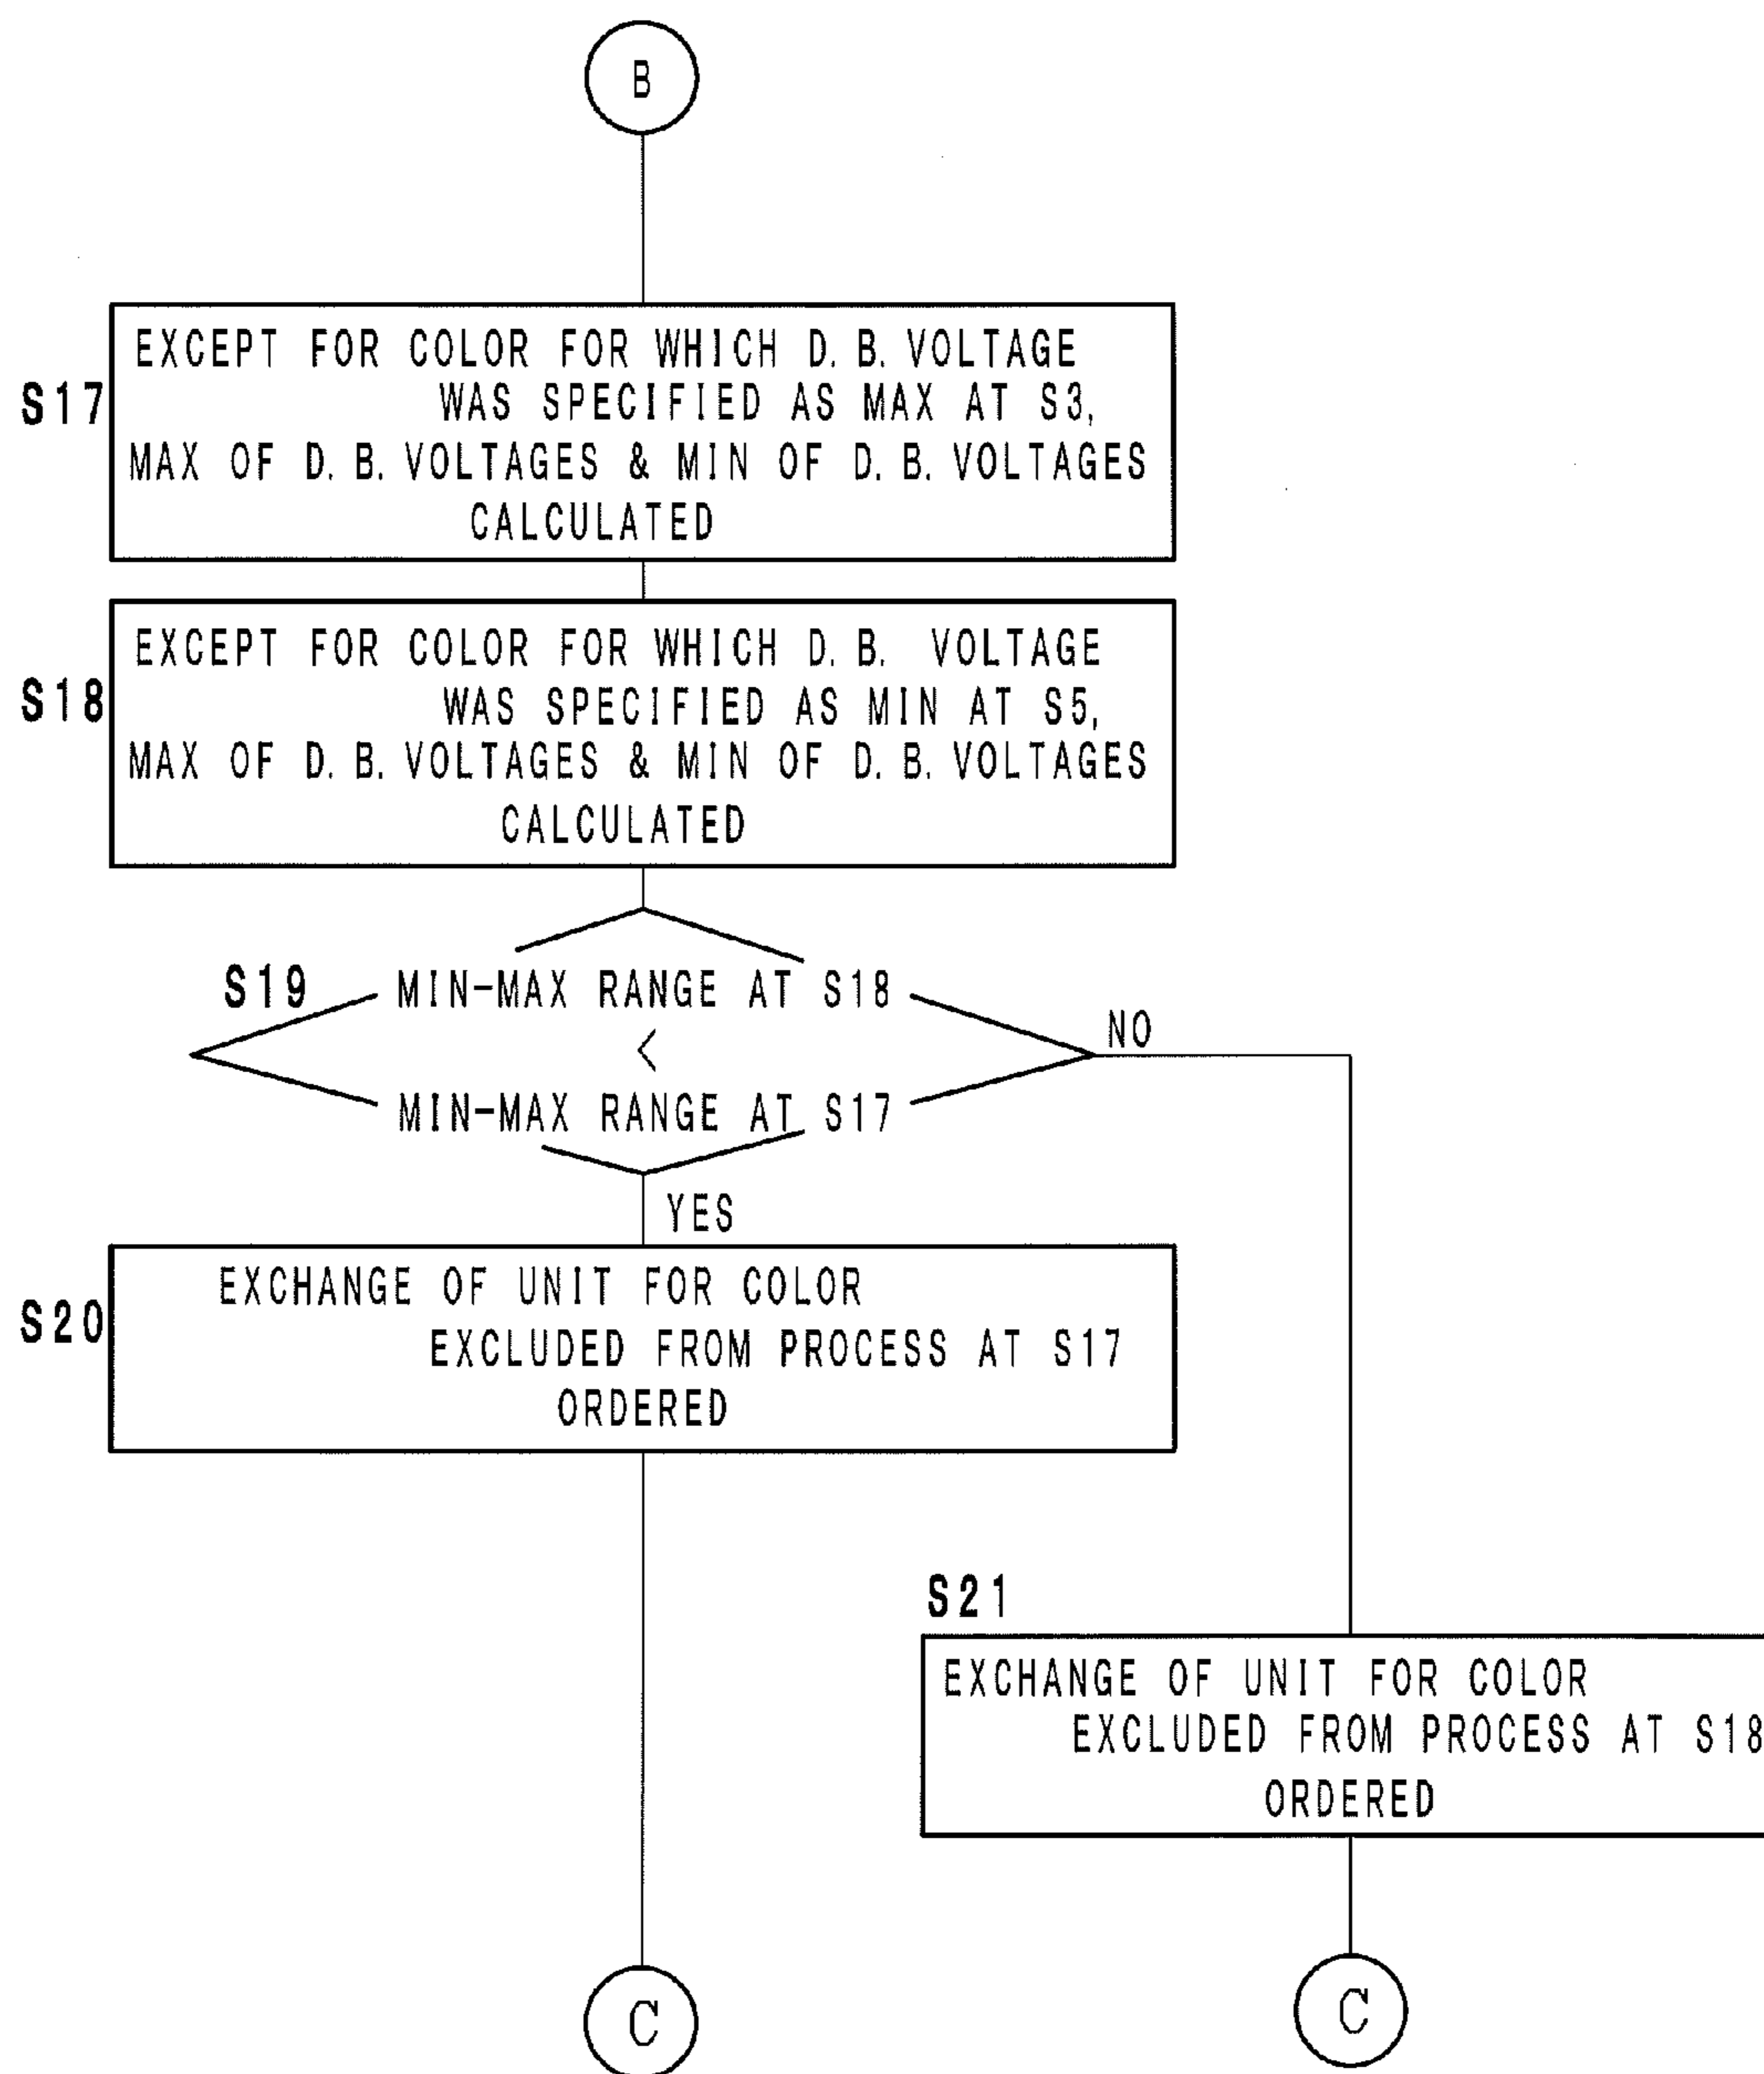 B
S17
EXCEPT FOR COLOR FOR WHICH D.B. VOLTAGE
WAS SPECIFIED AS MAX AT S3,
MAX OF D.B. VOLTAGES & MIN OF D.B. VOLTAGES
CALCULATED
S18
EXCEPT FOR COLOR FOR WHICH D.B. VOLTAGE
WAS SPECIFIED AS MIN AT S5,
MAX OF D.B. VOLTAGES & MIN OF D.B. VOLTAGES
CALCULATED
S19
MIN-MAX RANGE AT S18
<
MIN-MAX RANGE AT S17
NO
YES
S20
EXCHANGE OF UNIT FOR COLOR
EXCLUDED FROM PROCESS AT S17
ORDERED
S21
EXCHANGE OF UNIT FOR COLOR
EXCLUDED FROM PROCESS AT S18
ORDERED
C
C